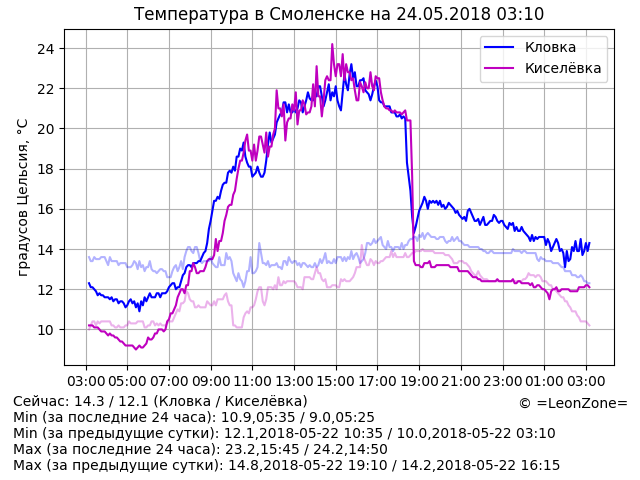 Температура в Смоленске на 24.05.2018 03:10
Кловка
Киселёвка
градусов Цельсия, °C
24
22
20
18
16
14
12
10
03:00 05:00 07:00 09:00 11:00 13:00 15:00 17:00 19:00 21:00 23:00 01:00 03:00
Сейчас: 14.3 / 12.1 (Кловка / Киселёвка)
© =LeonZone=
Min (за последние 24 часа): 10.9,05:35 / 9.0,05:25
Min (за предыдущие сутки): 12.1,2018-05-22 10:35 / 10.0,2018-05-22 03:10
Max (за последние 24 часа): 23.2,15:45 / 24.2,14:50
Max (за предыдущие сутки): 14.8,2018-05-22 19:10 / 14.2,2018-05-22 16:15